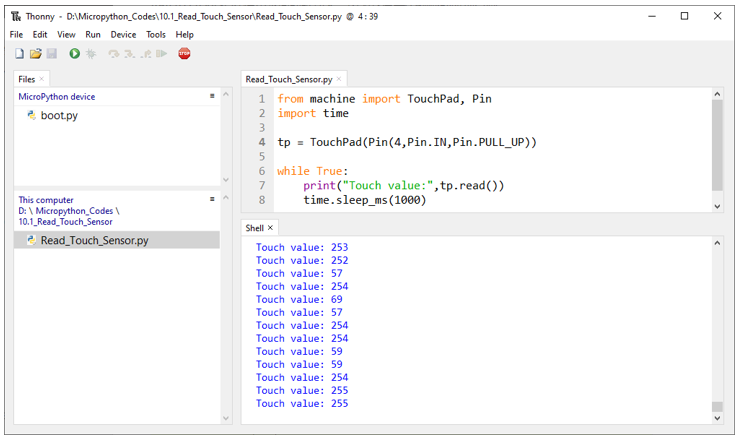 Thonny - D:\Micropython_Codes\10.1_Read_Touch_Sensor\Read_Touch_Sensor.py @ 4:39
File Edit View Run Device Tools Help
STOP
Files
MicroPython device
boot.py
This computer
D: \ Micropython_Codes \
10.1_Read_Touch_Sensor
Read_Touch_Sensor.py
Read_Touch_Sensor.py
1 from machine import TouchPad, Pin
2 import time
3
4 tp = TouchPad(Pin(4,Pin.IN,Pin.PULL_UP))
5
6 while True:
7     print("Touch value:",tp.read())
8     time.sleep_ms(1000)
Shell
Touch value: 253
Touch value: 252
Touch value: 57
Touch value: 254
Touch value: 69
Touch value: 57
Touch value: 254
Touch value: 254
Touch value: 59
Touch value: 59
Touch value: 254
Touch value: 255
Touch value: 255